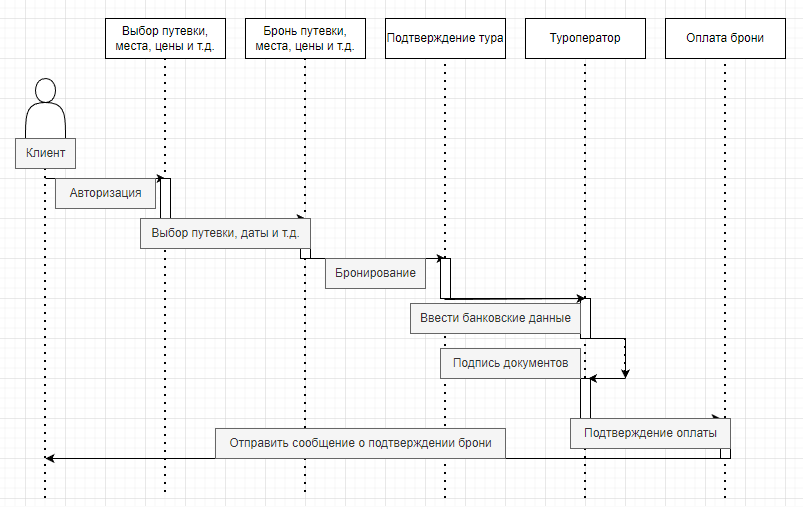 Выбор путевки,
места, цены и т.д.
Бронь путевки,
места, цены и т.д.
Подтверждение тура
Туроператор
Оплата брони
Клиент
Авторизация
Выбор путевки, даты и т.д.
Бронирование
Ввести банковские данные
Подпись документов
Подтверждение оплаты
Отправить сообщение о подтверждении брони